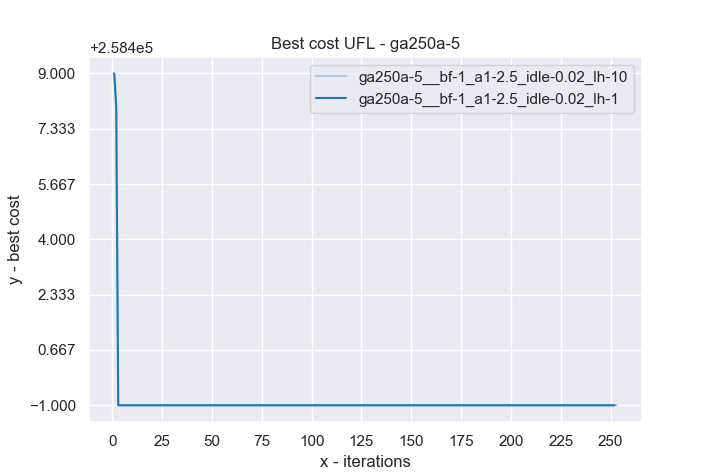 Best cost UFL - ga250a-5
+2.584e5
ga250a-5__bf-1_a1-2.5_idle-0.02_lh-10
ga250a-5__bf-1_a1-2.5_idle-0.02_lh-1
9.000
7.333
5.667
4.000
2.333
0.667
−1.000
y - best cost
0 25 50 75 100 125 150 175 200 225 250
x - iterations